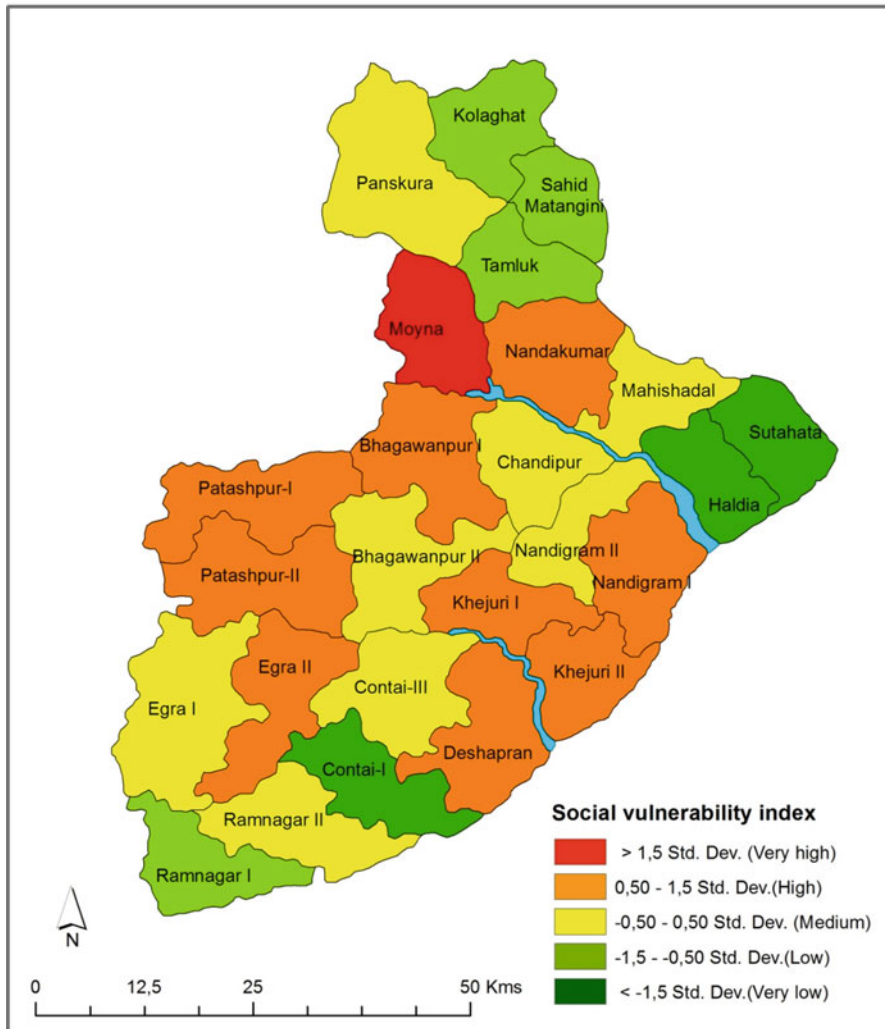 Kolaghat
Panskura
Sahid
Matangini
Tamluk
Moyna
Nandakumar
Mahishadal
Sutahata
Bhagawanpur I
Chandipur
Haldia
Patashpur-I
Bhagawanpur II
Nandigram II
Patashpur-II
Nandigram I
Khejuri I
Egra II
Khejuri II
Contai-III
Egra I
Deshapran
Contai-I
Ramnagar II
Ramnagar I
Social vulnerability index
> 1,5 Std. Dev. (Very high)
0,50 - 1,5 Std. Dev.(High)
-0,50 - 0,50 Std. Dev. (Medium)
-1,5 - -0,50 Std. Dev.(Low)
< -1,5 Std. Dev.(Very low)
N
0 12,5 25 50 Kms